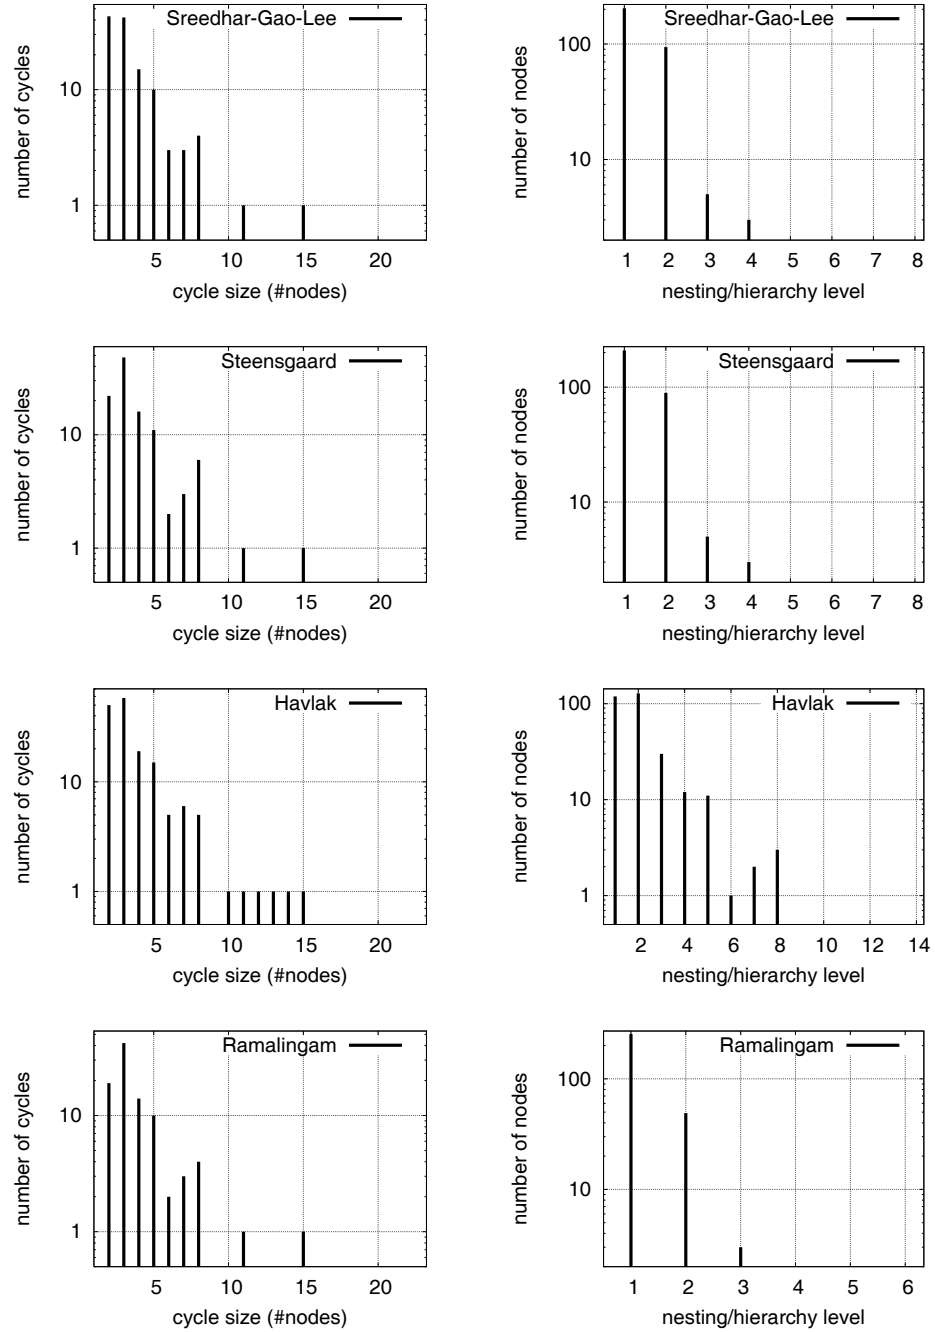 Sreedhar-Gao-Lee
number of cycles
10
1
5 10 15 20
cycle size (#nodes)
Sreedhar-Gao-Lee
number of nodes
100
10
1 2 3 4 5 6 7 8
nesting/hierarchy level
Steensgaard
number of cycles
10
1
5 10 15 20
cycle size (#nodes)
Steensgaard
number of nodes
100
10
1 2 3 4 5 6 7 8
nesting/hierarchy level
Havlak
number of cycles
10
1
5 10 15 20
cycle size (#nodes)
Havlak
number of nodes
100
10
1
2 4 6 8 10 12 14
nesting/hierarchy level
Ramalingam
number of cycles
10
1
5 10 15 20
cycle size (#nodes)
Ramalingam
number of nodes
100
10
1 2 3 4 5 6
nesting/hierarchy level